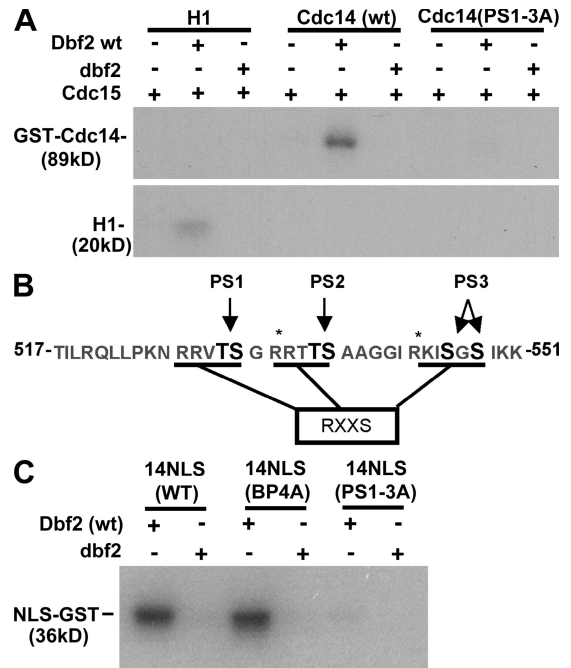 A
H1 Cdc14 (wt) Cdc14(PS1-3A)
Dbf2 wt - + - - + - - + -
dbf2 - - + - - + - - +
Cdc15 + + + + + + + + +
GST-Cdc14-
(89kD)
H1-
(20kD)
B
PS1 PS2 PS3
* *
517-TILRQLLPKN RRVTS G RRTTS AAGGI RKISGS IKK -551
RXXS
C
14NLS (WT) 14NLS (BP4A) 14NLS (PS1-3A)
Dbf2 (wt) + - + - + -
dbf2 - + - + - +
NLS-GST-
(36kD)